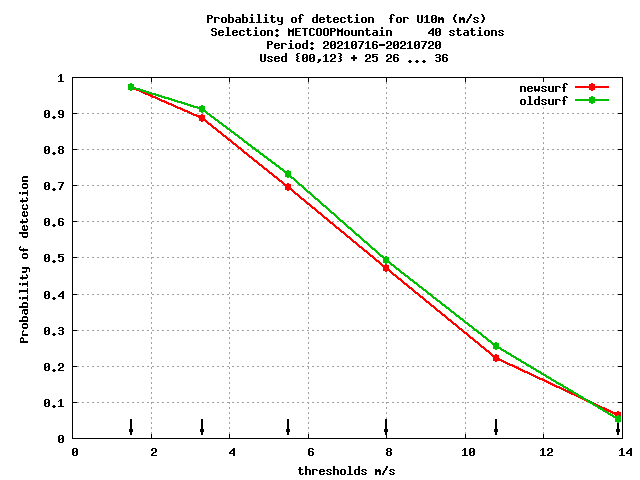 Probability of detection  for U10m (m/s)
Selection: METCOOPMountain     40 stations
Period: 20210716-20210720
Used {00,12} + 25 26 ... 36
newsurf
oldsurf
1
0.9
0.8
0.7
0.6
0.5
0.4
0.3
0.2
0.1
0
Probability of detection
0 2 4 6 8 10 12 14
thresholds m/s